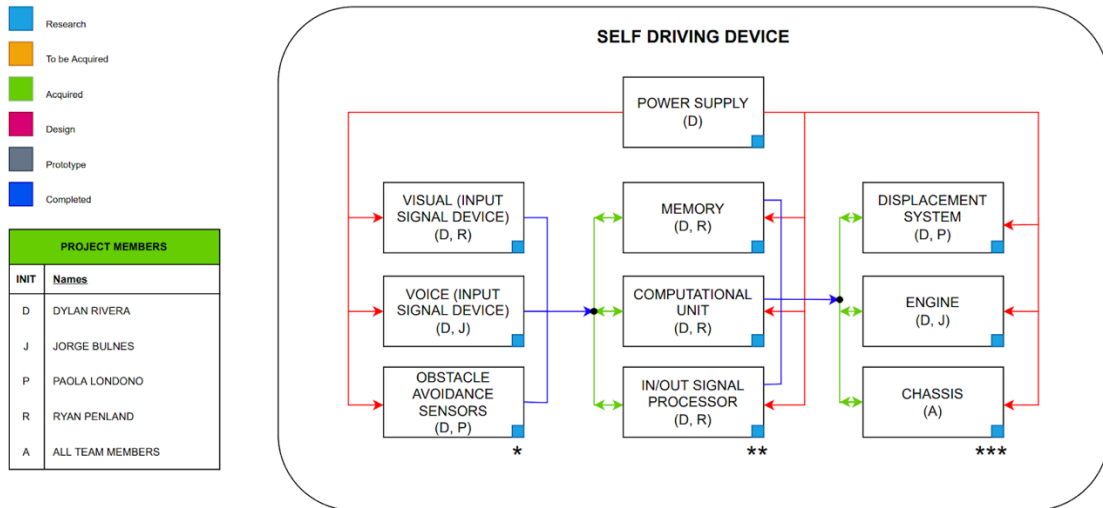 Research
To be Acquired
Acquired
Design
Prototype
Completed
PROJECT MEMBERS
INIT Names
D DYLAN RIVERA
J JORGE BULNES
P PAOLA LONDONO
R RYAN PENLAND
A ALL TEAM MEMBERS
SELF DRIVING DEVICE
POWER SUPPLY
(D)
VISUAL (INPUT
SIGNAL DEVICE)
(D, R)
MEMORY
(D, R)
DISPLACEMENT
SYSTEM
(D, P)
VOICE (INPUT
SIGNAL DEVICE)
(D, J)
COMPUTATIONAL
UNIT
(D, R)
ENGINE
(D, J)
OBSTACLE
AVOIDANCE
SENSORS
(D, P)
IN/OUT SIGNAL
PROCESSOR
(D, R)
CHASSIS
(A)
* ** ***